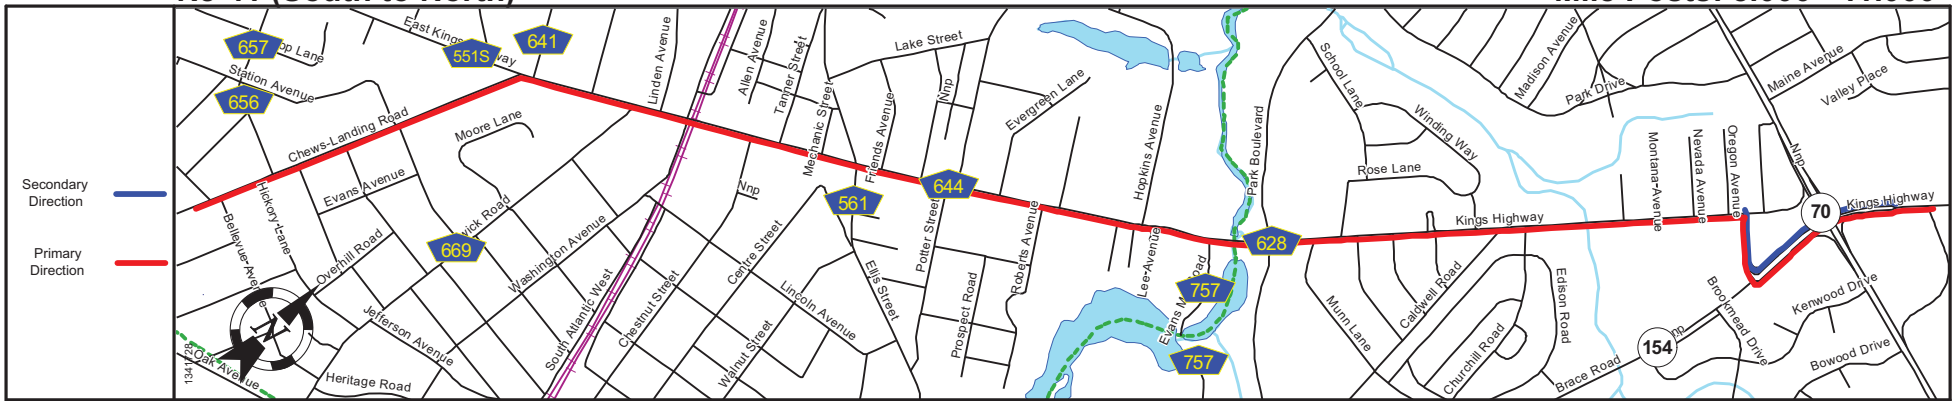 Secondary
Direction
Primary
Direction
657
656
551S
641
Station Avenue
Chews-Landing Road
Linden Avenue
Allen Avenue
Tanner Street
Mechanic Street
Lake Street
Friends Avenue
Nnp
Evergreen Lane
Hopkins Avenue
Park Boulevard
School Lane
Winding Way
Rose Lane
Madison Avenue
Park Drive
Maine Avenue
Valley Place
Montana-Avenue
Nevada Avenue
Oregon Avenue
Nnp
Moore Lane
Evans Avenue
Hickory-Lane
Overhill Road
669
Washington Avenue
Nnp
561
644
Potter Street
Roberts Avenue
628
Kings Highway
70
Kings Highway
Centre Street
Ellis Street
Lincoln Avenue
Walnut Street
Chestnut Street
South Atlantic West
Prospect Road
Lee-Avenue
757
757
Munn Lane
Caldwell Road
Churchill Road
Edison Road
Brace Road
154
Brookmead Drive
Kenwood Drive
Bowood Drive
Jefferson Avenue
Heritage Road
Oak Avenue
N